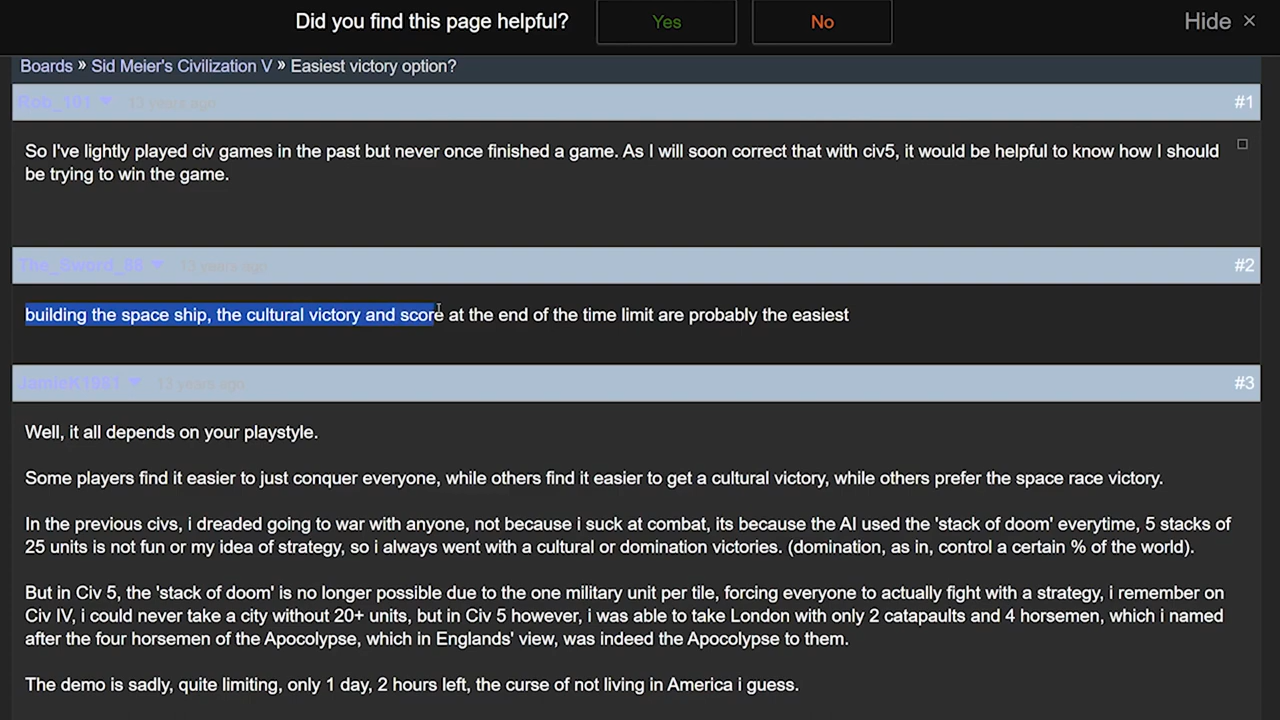 Did you find this page helpful? Yes No Hide ×
Boards » Sid Meier's Civilization V » Easiest victory option?
Rob_101 13 years ago #1
So I've lightly played civ games in the past but never once finished a game. As I will soon correct that with civ5, it would be helpful to know how I should
be trying to win the game.
The_Sword_88 13 years ago #2
building the space ship, the cultural victory and score at the end of the time limit are probably the easiest
JamieK1981 13 years ago #3
Well, it all depends on your playstyle.
Some players find it easier to just conquer everyone, while others find it easier to get a cultural victory, while others prefer the space race victory.
In the previous civs, i dreaded going to war with anyone, not because i suck at combat, its because the AI used the 'stack of doom' everytime, 5 stacks of
25 units is not fun or my idea of strategy, so i always went with a cultural or domination victories. (domination, as in, control a certain % of the world).
But in Civ 5, the 'stack of doom' is no longer possible due to the one military unit per tile, forcing everyone to actually fight with a strategy, i remember on
Civ IV, i could never take a city without 20+ units, but in Civ 5 however, i was able to take London with only 2 catapaults and 4 horsemen, which i named
after the four horsemen of the Apocolypse, which in Englands' view, was indeed the Apocolypse to them.
The demo is sadly, quite limiting, only 1 day, 2 hours left, the curse of not living in America i guess.